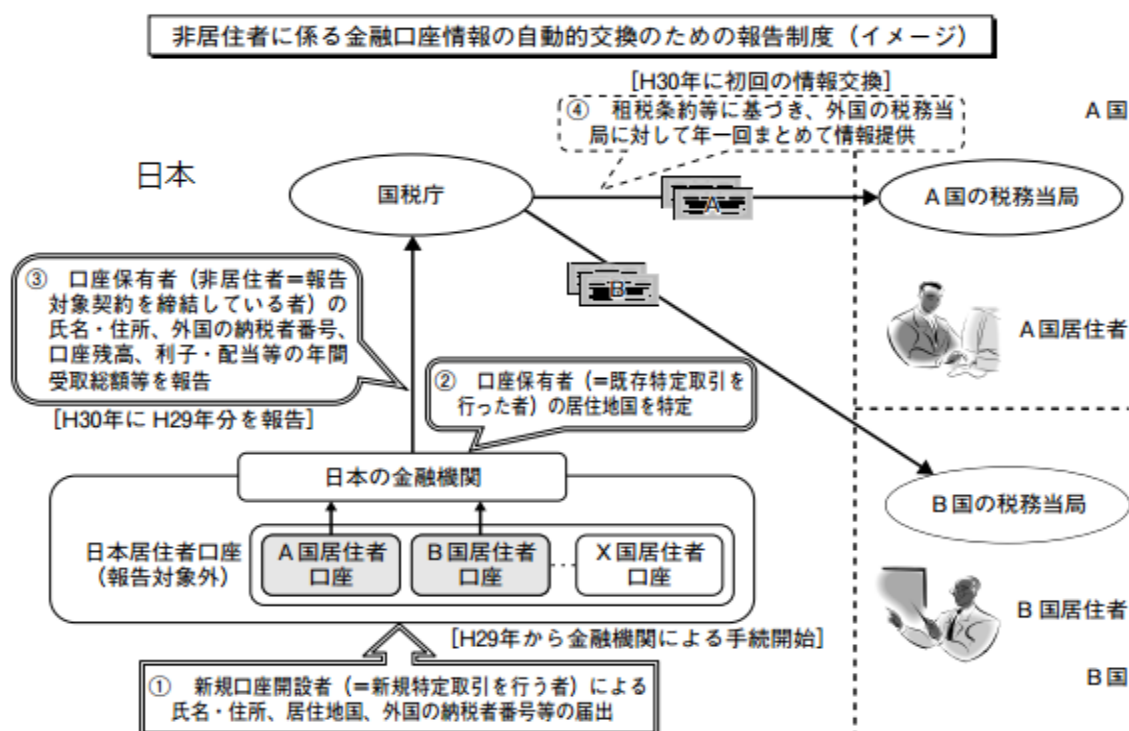 非居住者に係る金融口座情報の自動的交換のための報告制度（イメージ）
[H30年に初回の情報交換]
④ 租税条約等に基づき、外国の税務当
局に対して年一回まとめて情報提供
A国
日本
国税庁
A
A国の税務当局
B
③ 口座保有者（非居住者＝報告
対象契約を締結している者）の
氏名・住所、外国の納税者番号、
口座残高、利子・配当等の年間
受取総額等を報告
[H30年に H29年分を報告]
A国居住者
② 口座保有者（＝既存特定取引を
行った者）の居住地国を特定
日本の金融機関
B国の税務当局
日本居住者口座
（報告対象外）
A国居住者
口座
B国居住者
口座
X国居住者
口座
B国居住者
[H29年から金融機関による手続開始]
① 新規口座開設者（＝新規特定取引を行う者）による
氏名・住所、居住地国、外国の納税者番号等の届出
B国